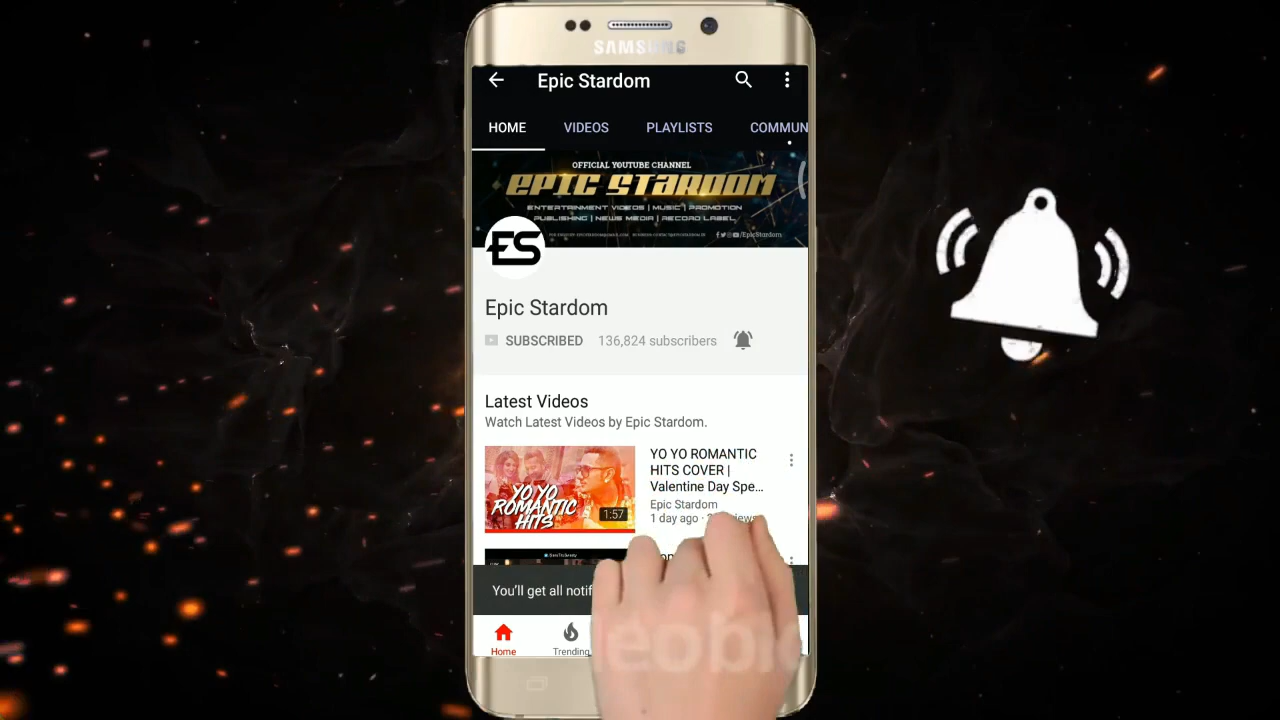 SAMSUNG
Epic Stardom
HOME VIDEOS PLAYLISTS COMMUN
OFFICIAL YOUTUBE CHANNEL
EPIC STARDOM
ENTERTAINMENT VIDEOS | MUSIC | PROMOTION
PUBLISHING | NEWS MEDIA | RECORD LABEL
/EpicStardom
ES
Epic Stardom
SUBSCRIBED 136,824 subscribers
Latest Videos
Watch Latest Videos by Epic Stardom.
YO YO ROMANTIC
HITS COVER |
Valentine Day Spe...
Epic Stardom
1 day ago
YO YO
ROMANTIC
HITS
1:57
You'll get all notif
Home Trending
eobl